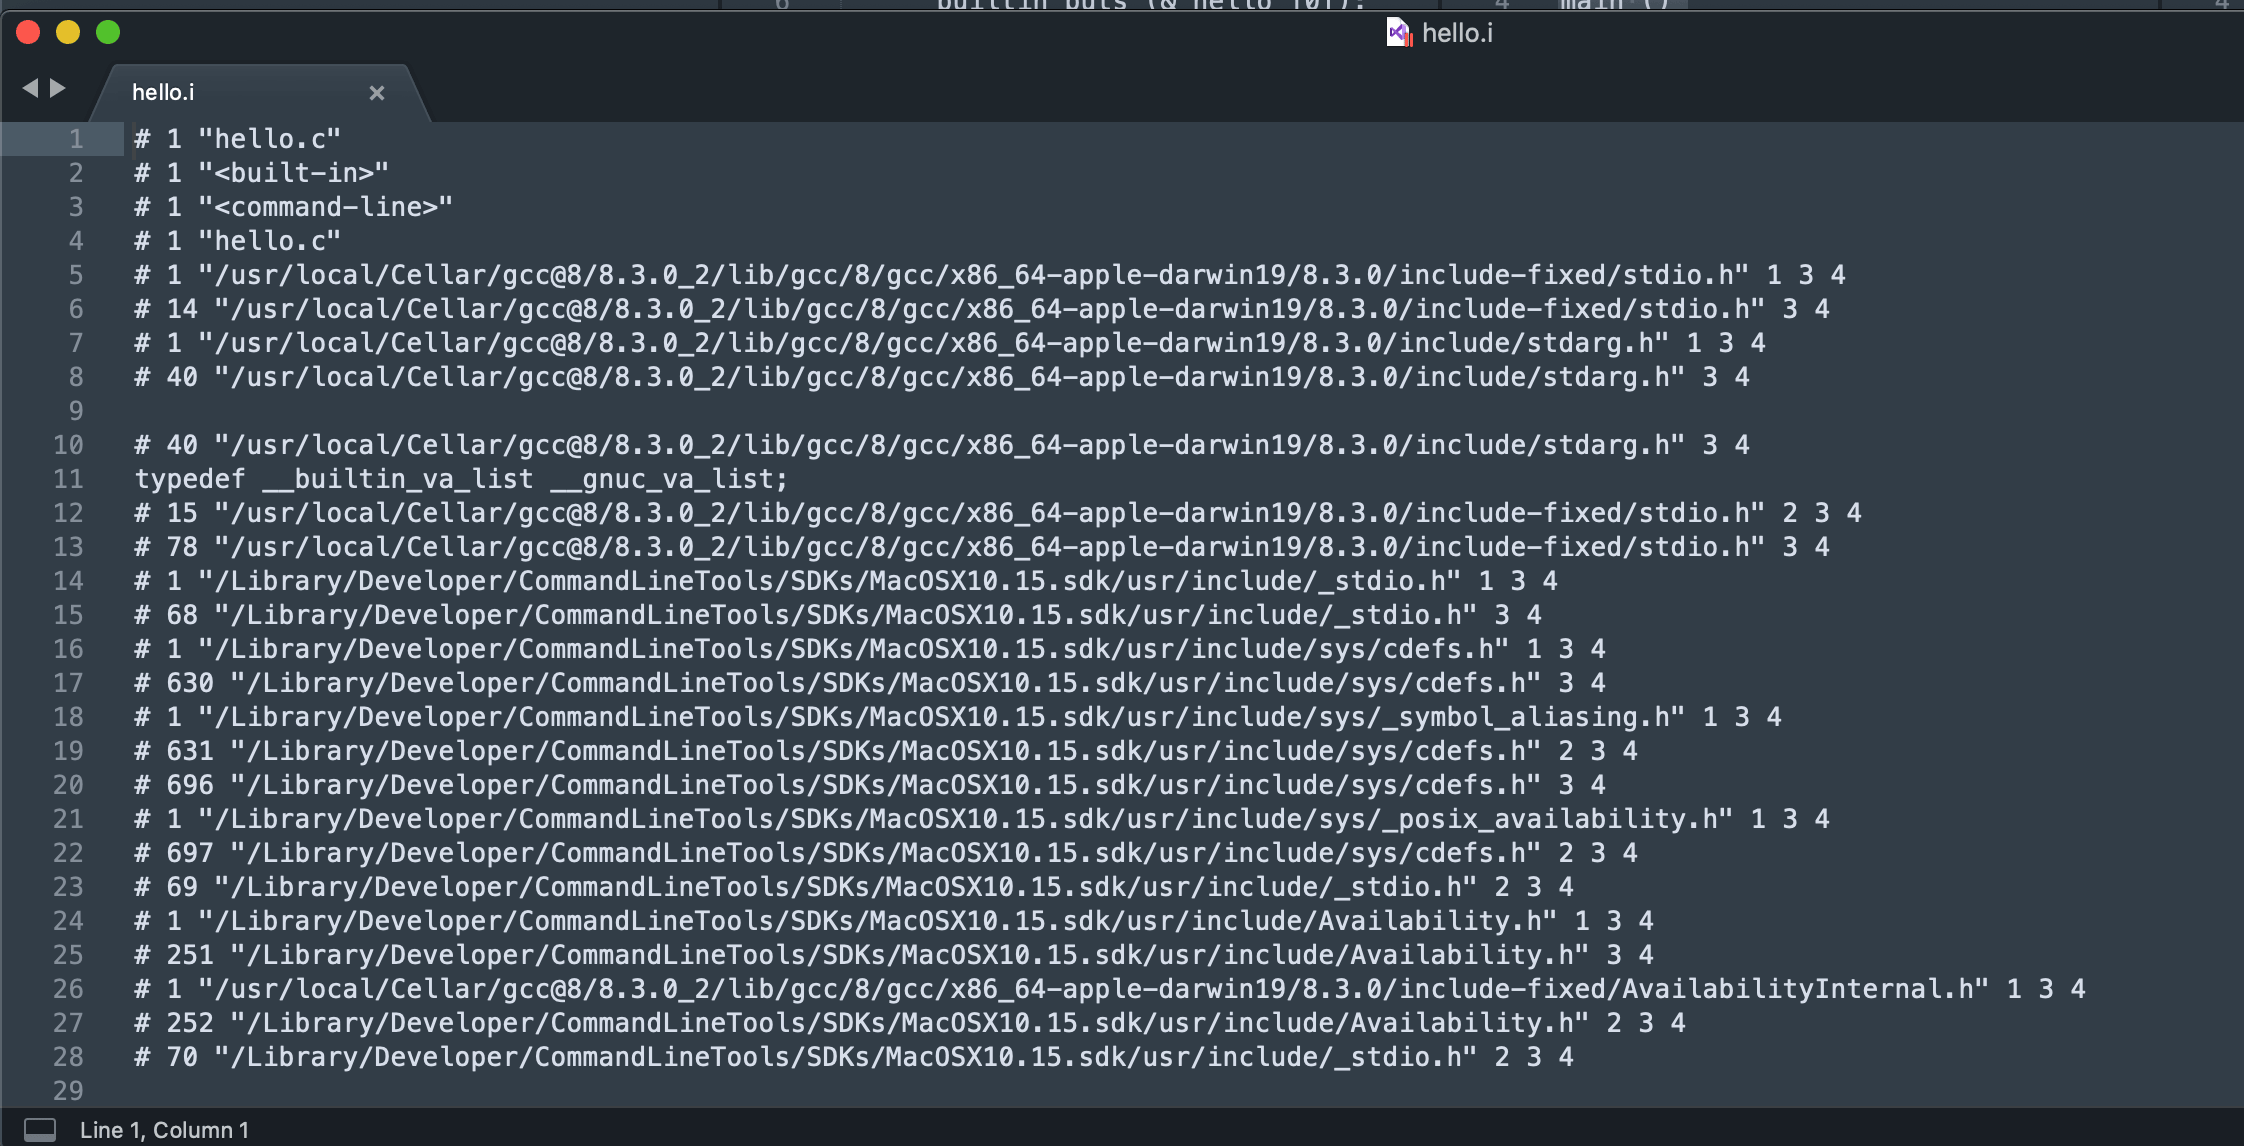 hello.i
hello.i
1 # 1 "hello.c"
2 # 1 "<built-in>"
3 # 1 "<command-line>"
4 # 1 "hello.c"
5 # 1 "/usr/local/Cellar/gcc@8/8.3.0_2/lib/gcc/8/gcc/x86_64-apple-darwin19/8.3.0/include-fixed/stdio.h" 1 3 4
6 # 14 "/usr/local/Cellar/gcc@8/8.3.0_2/lib/gcc/8/gcc/x86_64-apple-darwin19/8.3.0/include-fixed/stdio.h" 3 4
7 # 1 "/usr/local/Cellar/gcc@8/8.3.0_2/lib/gcc/8/gcc/x86_64-apple-darwin19/8.3.0/include/stdarg.h" 1 3 4
8 # 40 "/usr/local/Cellar/gcc@8/8.3.0_2/lib/gcc/8/gcc/x86_64-apple-darwin19/8.3.0/include/stdarg.h" 3 4
9
10 # 40 "/usr/local/Cellar/gcc@8/8.3.0_2/lib/gcc/8/gcc/x86_64-apple-darwin19/8.3.0/include/stdarg.h" 3 4
11 typedef __builtin_va_list __gnuc_va_list;
12 # 15 "/usr/local/Cellar/gcc@8/8.3.0_2/lib/gcc/8/gcc/x86_64-apple-darwin19/8.3.0/include-fixed/stdio.h" 2 3 4
13 # 78 "/usr/local/Cellar/gcc@8/8.3.0_2/lib/gcc/8/gcc/x86_64-apple-darwin19/8.3.0/include-fixed/stdio.h" 3 4
14 # 1 "/Library/Developer/CommandLineTools/SDKs/MacOSX10.15.sdk/usr/include/_stdio.h" 1 3 4
15 # 68 "/Library/Developer/CommandLineTools/SDKs/MacOSX10.15.sdk/usr/include/_stdio.h" 3 4
16 # 1 "/Library/Developer/CommandLineTools/SDKs/MacOSX10.15.sdk/usr/include/sys/cdefs.h" 1 3 4
17 # 630 "/Library/Developer/CommandLineTools/SDKs/MacOSX10.15.sdk/usr/include/sys/cdefs.h" 3 4
18 # 1 "/Library/Developer/CommandLineTools/SDKs/MacOSX10.15.sdk/usr/include/sys/_symbol_aliasing.h" 1 3 4
19 # 631 "/Library/Developer/CommandLineTools/SDKs/MacOSX10.15.sdk/usr/include/sys/cdefs.h" 2 3 4
20 # 696 "/Library/Developer/CommandLineTools/SDKs/MacOSX10.15.sdk/usr/include/sys/cdefs.h" 3 4
21 # 1 "/Library/Developer/CommandLineTools/SDKs/MacOSX10.15.sdk/usr/include/sys/_posix_availability.h" 1 3 4
22 # 697 "/Library/Developer/CommandLineTools/SDKs/MacOSX10.15.sdk/usr/include/sys/cdefs.h" 2 3 4
23 # 69 "/Library/Developer/CommandLineTools/SDKs/MacOSX10.15.sdk/usr/include/_stdio.h" 2 3 4
24 # 1 "/Library/Developer/CommandLineTools/SDKs/MacOSX10.15.sdk/usr/include/Availability.h" 1 3 4
25 # 251 "/Library/Developer/CommandLineTools/SDKs/MacOSX10.15.sdk/usr/include/Availability.h" 3 4
26 # 1 "/usr/local/Cellar/gcc@8/8.3.0_2/lib/gcc/8/gcc/x86_64-apple-darwin19/8.3.0/include-fixed/AvailabilityInternal.h" 1 3 4
27 # 252 "/Library/Developer/CommandLineTools/SDKs/MacOSX10.15.sdk/usr/include/Availability.h" 2 3 4
28 # 70 "/Library/Developer/CommandLineTools/SDKs/MacOSX10.15.sdk/usr/include/_stdio.h" 2 3 4
29
Line 1, Column 1